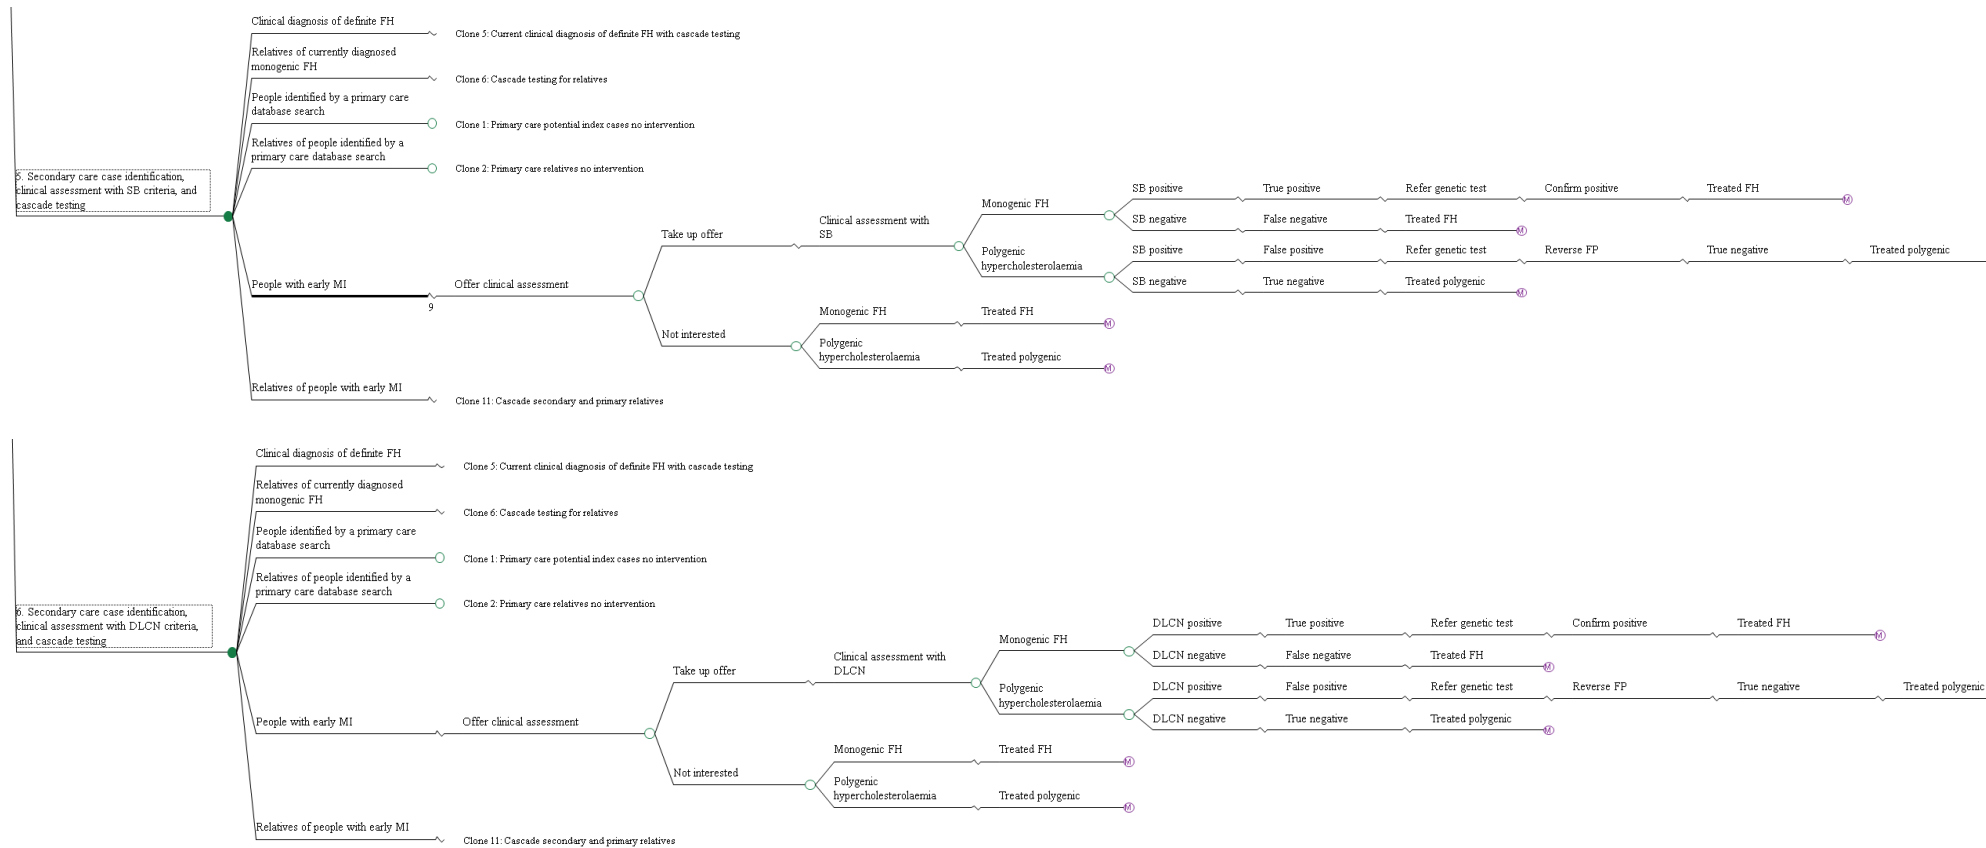 Clinical diagnosis of definite FH
Clone 5: Current clinical diagnosis of definite FH with cascade testing
Relatives of currently diagnosed
monogenic FH
Clone 6: Cascade testing for relatives
People identified by a primary care
database search
Clone 1: Primary care potential index cases no intervention
Relatives of people identified by a
primary care database search
Clone 2: Primary care relatives no intervention
5. Secondary care case identification,
clinical assessment with SB criteria, and
cascade testing
People with early MI
9
Offer clinical assessment
Take up offer
Clinical assessment with
SB
Monogenic FH
SB positive
True positive
Refer genetic test
Confirm positive
Treated FH
M
SB negative
False negative
Treated FH
M
Polygenic
hypercholesterolaemia
SB positive
False positive
Refer genetic test
Reverse FP
True negative
Treated polygenic
SB negative
True negative
Treated polygenic
M
Not interested
Monogenic FH
Treated FH
M
Polygenic
hypercholesterolaemia
Treated polygenic
M
Relatives of people with early MI
Clone 11: Cascade secondary and primary relatives
Clinical diagnosis of definite FH
Clone 5: Current clinical diagnosis of definite FH with cascade testing
Relatives of currently diagnosed
monogenic FH
Clone 6: Cascade testing for relatives
People identified by a primary care
database search
Clone 1: Primary care potential index cases no intervention
Relatives of people identified by a
primary care database search
Clone 2: Primary care relatives no intervention
6. Secondary care case identification,
clinical assessment with DLCN criteria,
and cascade testing
People with early MI
Offer clinical assessment
Take up offer
Clinical assessment with
DLCN
Monogenic FH
DLCN positive
True positive
Refer genetic test
Confirm positive
Treated FH
M
DLCN negative
False negative
Treated FH
M
Polygenic
hypercholesterolaemia
DLCN positive
False positive
Refer genetic test
Reverse FP
True negative
Treated polygenic
DLCN negative
True negative
Treated polygenic
M
Not interested
Monogenic FH
Treated FH
M
Polygenic
hypercholesterolaemia
Treated polygenic
M
Relatives of people with early MI
Clone 11: Cascade secondary and primary relatives